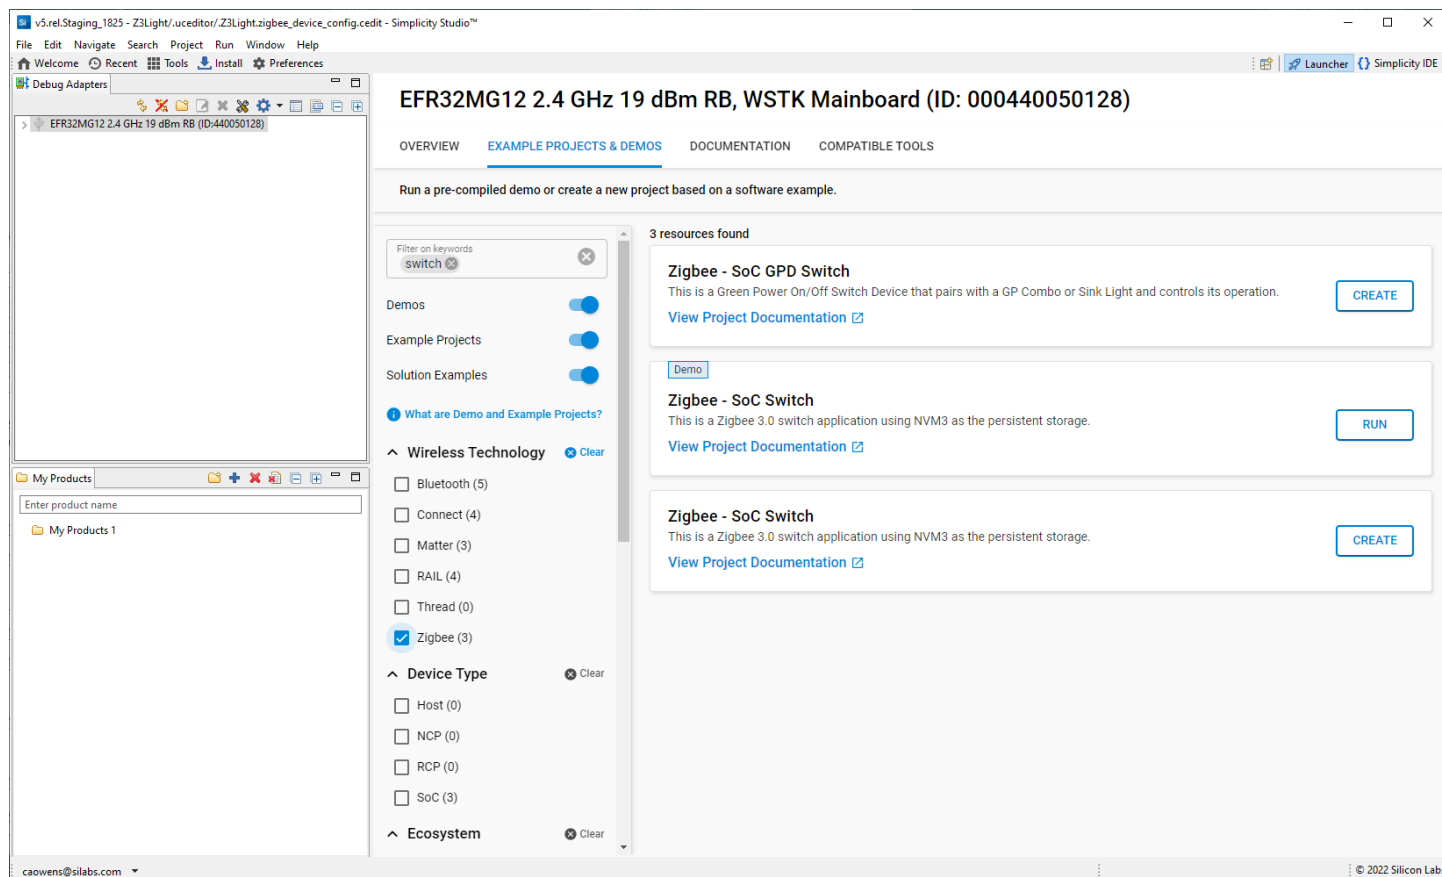 v5.rel.Staging_1825 - Z3Light/.uceditor/.Z3Light.zigbee_device_config.cedit - Simplicity Studio™
File Edit Navigate Search Project Run Window Help
Welcome Recent Tools Install Preferences
Launcher Simplicity IDE
Debug Adapters
EFR32MG12 2.4 GHz 19 dBm RB (ID:440050128)
My Products
Enter product name
My Products 1
EFR32MG12 2.4 GHz 19 dBm RB, WSTK Mainboard (ID: 000440050128)
OVERVIEW EXAMPLE PROJECTS & DEMOS DOCUMENTATION COMPATIBLE TOOLS
Run a pre-compiled demo or create a new project based on a software example.
Filter on keywords
switch
Demos
Example Projects
Solution Examples
What are Demo and Example Projects?
Wireless Technology Clear
Bluetooth (5)
Connect (4)
Matter (3)
RAIL (4)
Thread (0)
Zigbee (3)
Device Type Clear
Host (0)
NCP (0)
RCP (0)
SoC (3)
Ecosystem Clear
3 resources found
Zigbee - SoC GPD Switch
This is a Green Power On/Off Switch Device that pairs with a GP Combo or Sink Light and controls its operation.
View Project Documentation
CREATE
Demo
Zigbee - SoC Switch
This is a Zigbee 3.0 switch application using NVM3 as the persistent storage.
View Project Documentation
RUN
Zigbee - SoC Switch
This is a Zigbee 3.0 switch application using NVM3 as the persistent storage.
View Project Documentation
CREATE
caowens@silabs.com
© 2022 Silicon Lab